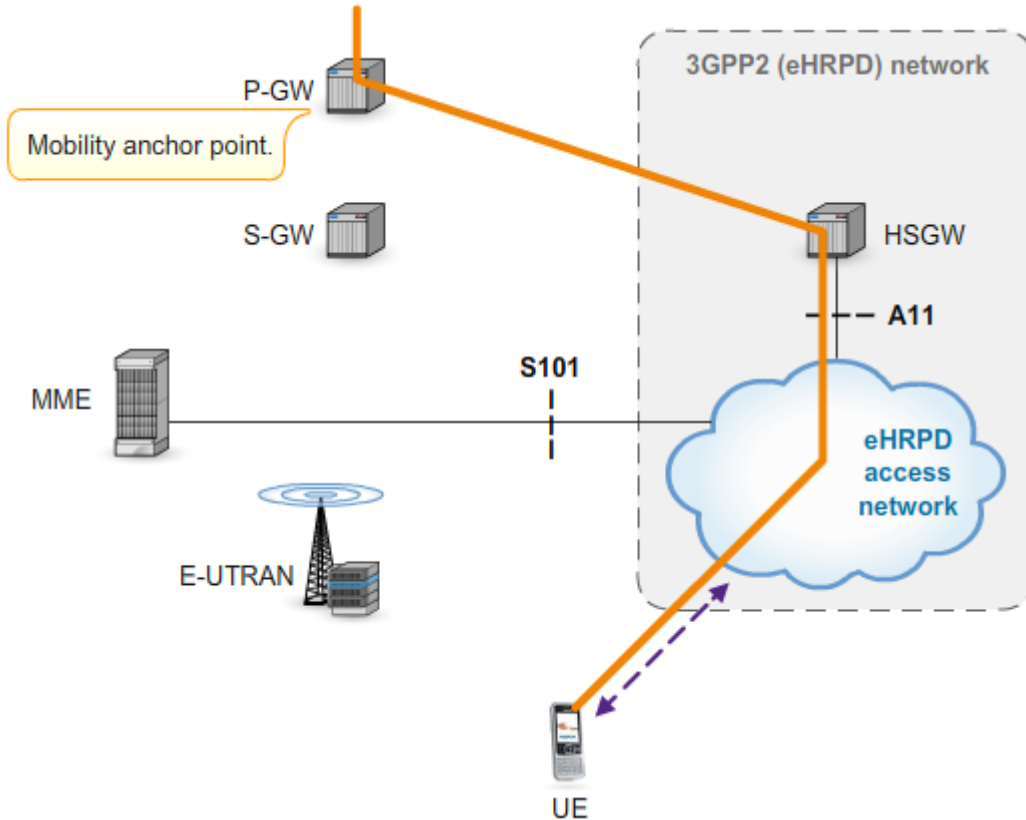 3GPP2 (eHRPD) network
P-GW
Mobility anchor point.
S-GW
HSGW
A11
S101
MME
eHRPD
access
network
E-UTRAN
UE